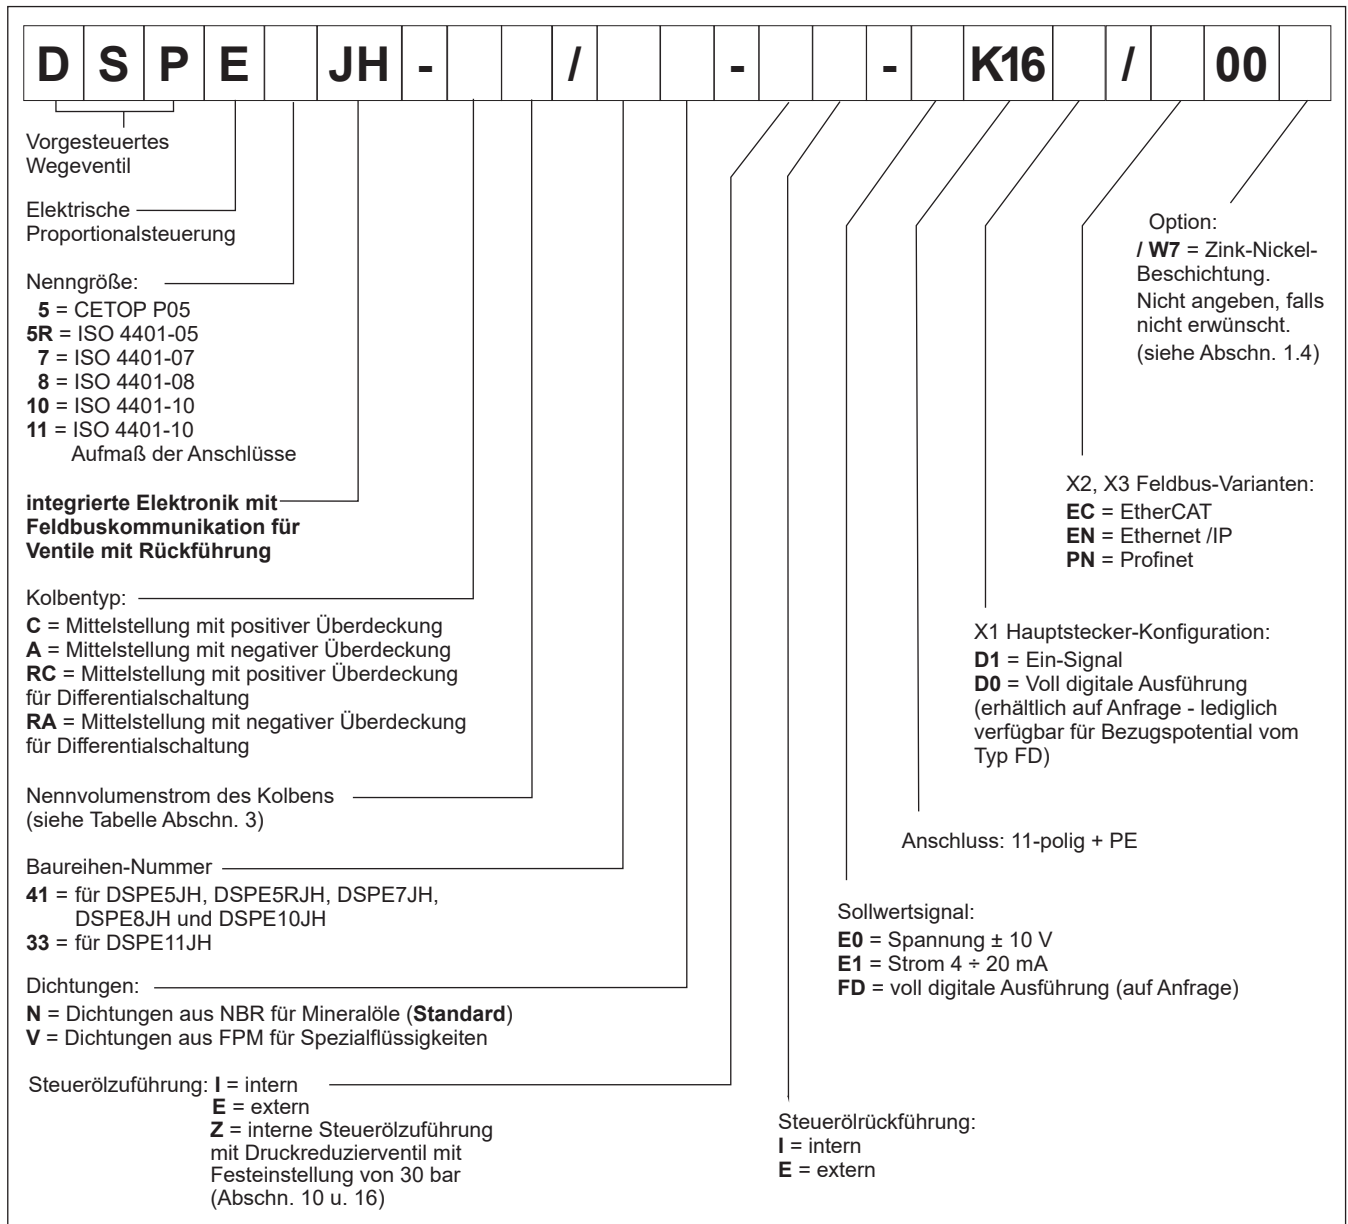 D S P E JH - / - - K16 / 00
Vorgesteuertes
Wegeventil
Elektrische
Proportionalsteuerung
Nenngröße:
5 = CETOP P05
5R = ISO 4401-05
7 = ISO 4401-07
8 = ISO 4401-08
10 = ISO 4401-10
11 = ISO 4401-10
Aufmaß der Anschlüsse
integrierte Elektronik mit
Feldbuskommunikation für
Ventile mit Rückführung
Kolbentyp:
C = Mittelstellung mit positiver Überdeckung
A = Mittelstellung mit negativer Überdeckung
RC = Mittelstellung mit positiver Überdeckung
für Differentialschaltung
RA = Mittelstellung mit negativer Überdeckung
für Differentialschaltung
Nennvolumenstrom des Kolbens
(siehe Tabelle Abschn. 3)
Baureihen-Nummer
41 = für DSPE5JH, DSPE5RJH, DSPE7JH,
DSPE8JH und DSPE10JH
33 = für DSPE11JH
Dichtungen:
N = Dichtungen aus NBR für Mineralöle (Standard)
V = Dichtungen aus FPM für Spezialflüssigkeiten
Steuerölzuführung: I = intern
E = extern
Z = interne Steuerölzuführung
mit Druckreduzierventil mit
Festeinstellung von 30 bar
(Abschn. 10 u. 16)
Steuerölrückführung:
I = intern
E = extern
Sollwertsignal:
E0 = Spannung ± 10 V
E1 = Strom 4 ÷ 20 mA
FD = voll digitale Ausführung (auf Anfrage)
Anschluss: 11-polig + PE
X1 Hauptstecker-Konfiguration:
D1 = Ein-Signal
D0 = Voll digitale Ausführung
(erhältlich auf Anfrage - lediglich
verfügbar für Bezugspotential vom
Typ FD)
X2, X3 Feldbus-Varianten:
EC = EtherCAT
EN = Ethernet /IP
PN = Profinet
Option:
/ W7 = Zink-Nickel-
Beschichtung.
Nicht angeben, falls
nicht erwünscht.
(siehe Abschn. 1.4)